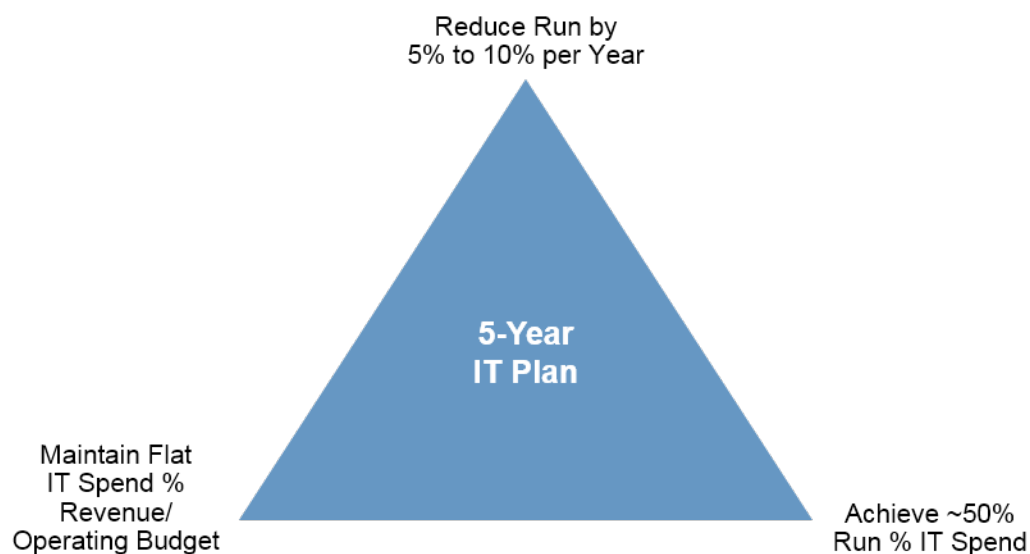 Reduce Run by
5% to 10% per Year
5-Year
IT Plan
Maintain Flat
IT Spend %
Revenue/
Operating Budget
Achieve ~50%
Run % IT Spend